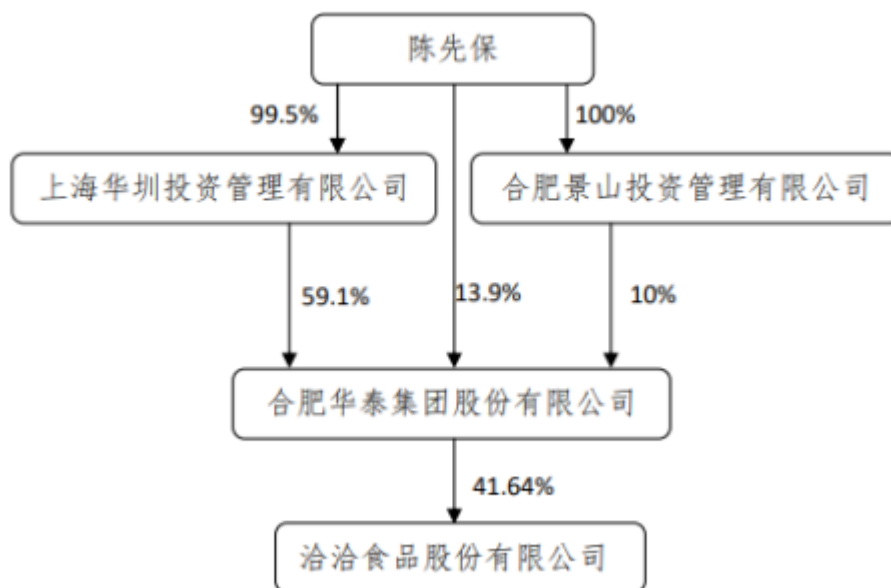 陈先保
99.5%
100%
上海华圳投资管理有限公司
合肥景山投资管理有限公司
59.1%
13.9%
10%
合肥华泰集团股份有限公司
41.64%
洽洽食品股份有限公司